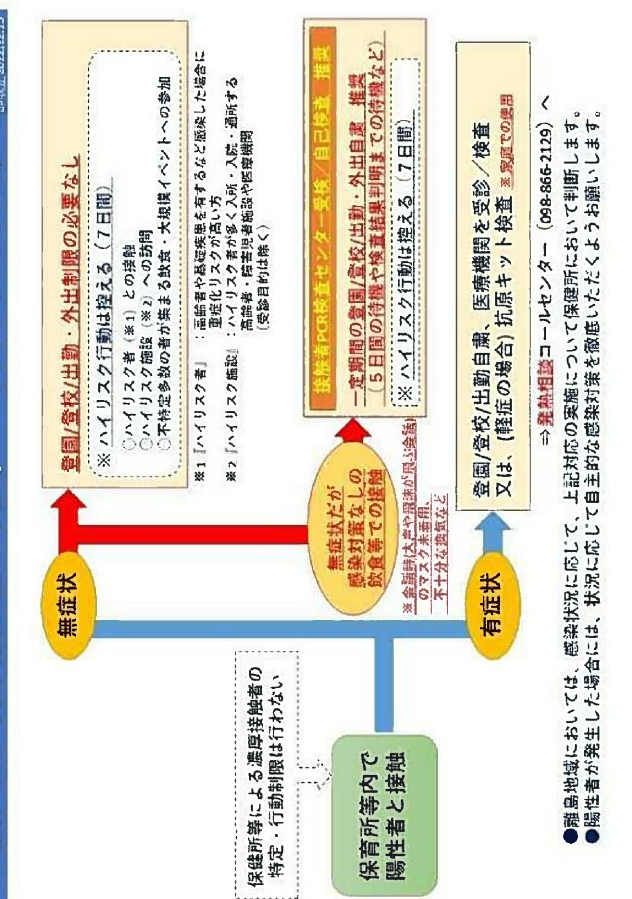 保健所等による濃厚接触者の
特定・行動制限は行わない
保育所等内で
陽性者と接触
無症状
登園/登校/出勤・外出制限の必要なし
※ ハイリスク行動は控える（7日間）
○ハイリスク者（※1）との接触
○ハイリスク施設（※2）への訪問
○不特定多数の者が集まる飲食・大規模イベントへの参加
※1『ハイリスク者』：高齢者や基礎疾患を有するなど感染した場合に
重症化リスクが高い方
※2『ハイリスク施設』：ハイリスク者が多く入所・入院・通所する
高齢者・障害児者施設や医療機関
（受診目的は除く）
無症状だが
感染対策なしの
飲食等での接触
※会話時(大声や飛沫が飛ぶ会話)
のマスク未着用、
不十分な換気など
接触者PCR検査センター受検／自己検査 推奨
一定期間の登園/登校/出勤・外出自粛 推奨
（5日間の待機や検査結果判明までの待機など）
※ ハイリスク行動は控える（7日間）
有症状
登園/登校/出勤自粛、医療機関を受診／検査
又は、(軽症の場合) 抗原キット検査 ※家庭での使用
⇒発熱相談コールセンター（098-866-2129）へ
●離島地域においては、感染状況に応じて、上記対応の実施について保健所において判断します。
●陽性者が発生した場合には、状況に応じて自主的な感染対策を徹底いただくようお願いします。